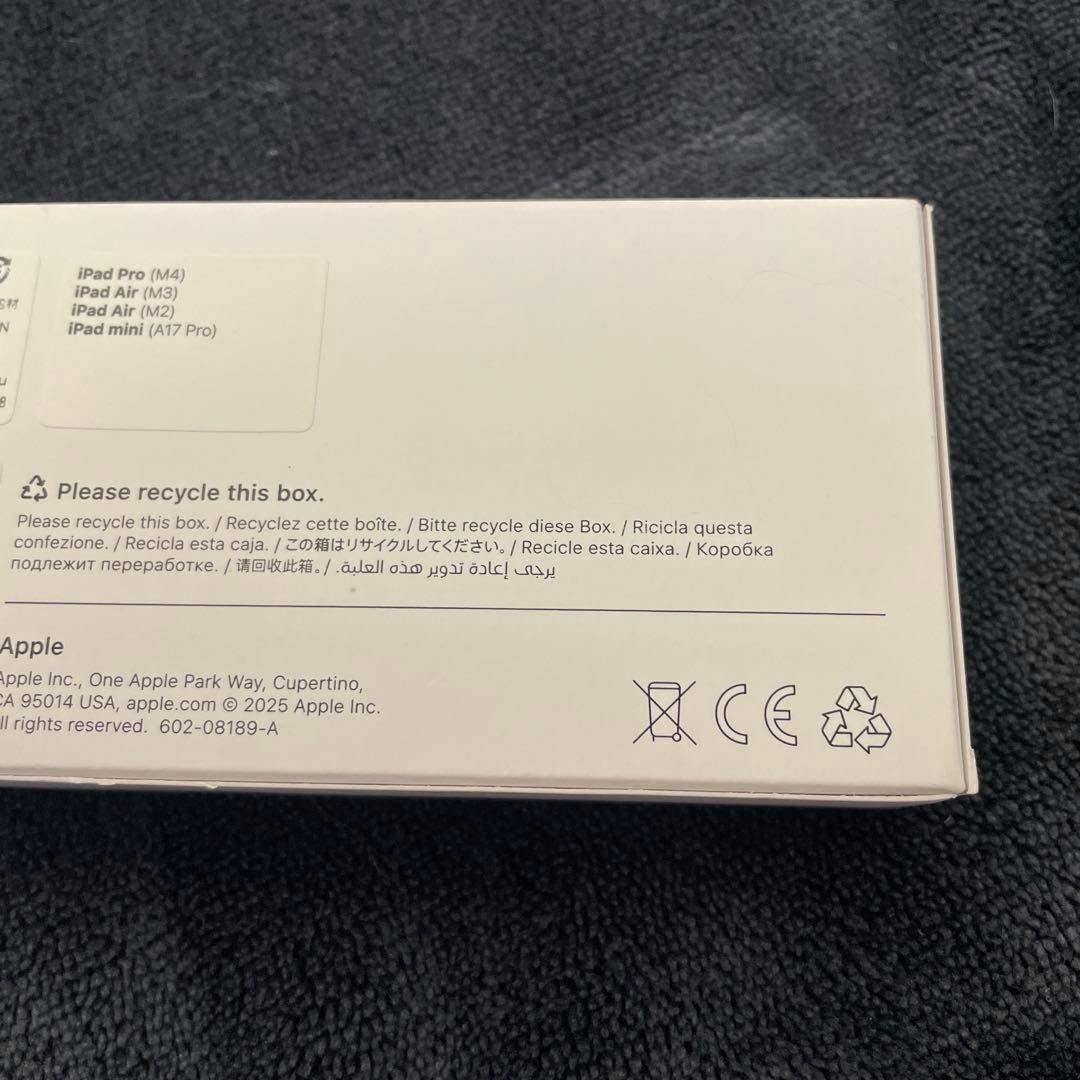 材
N
u
8
iPad Pro (M4)
iPad Air (M3)
iPad Air (M2)
iPad mini (A17 Pro)
Please recycle this box.
Please recycle this box. / Recyclez cette boîte. / Bitte recycle diese Box. / Ricicla questa
confezione. / Recicla esta caja. / この箱はリサイクルしてください。/ Recicle esta caixa. / Коробка
подлежит переработке. / 请回收此箱。/ يرجى إعادة تدوير هذه العلبة.
Apple
Apple Inc., One Apple Park Way, Cupertino,
CA 95014 USA, apple.com © 2025 Apple Inc.
ll rights reserved. 602-08189-A
CE